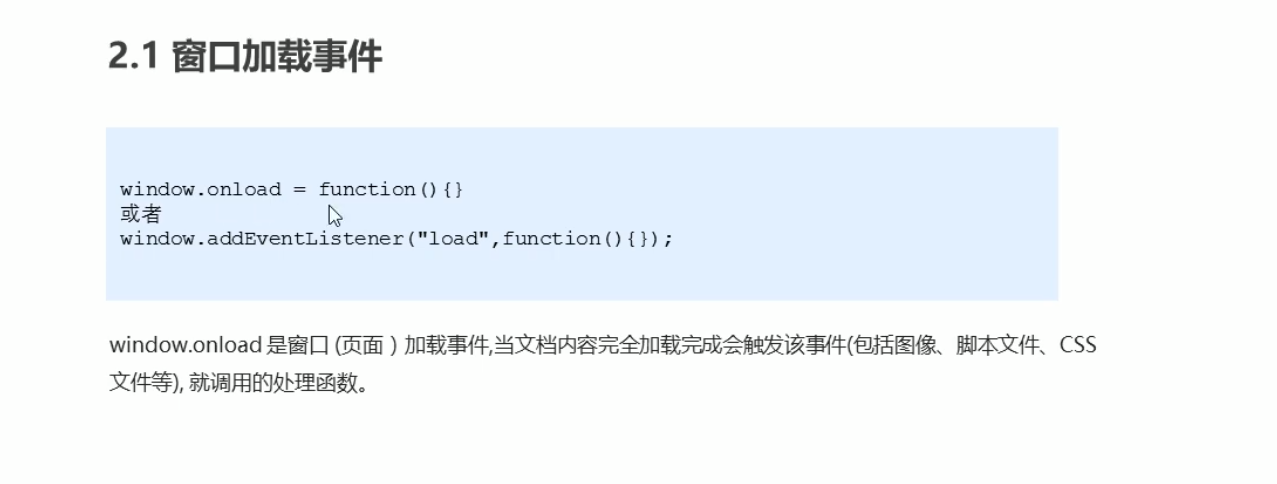 2.1 窗口加载事件
window.onload = function(){}
或者
window.addEventListener("load",function(){});
window.onload 是窗口 (页面 ) 加载事件,当文档内容完全加载完成会触发该事件(包括图像、脚本文件、CSS
文件等), 就调用的处理函数。